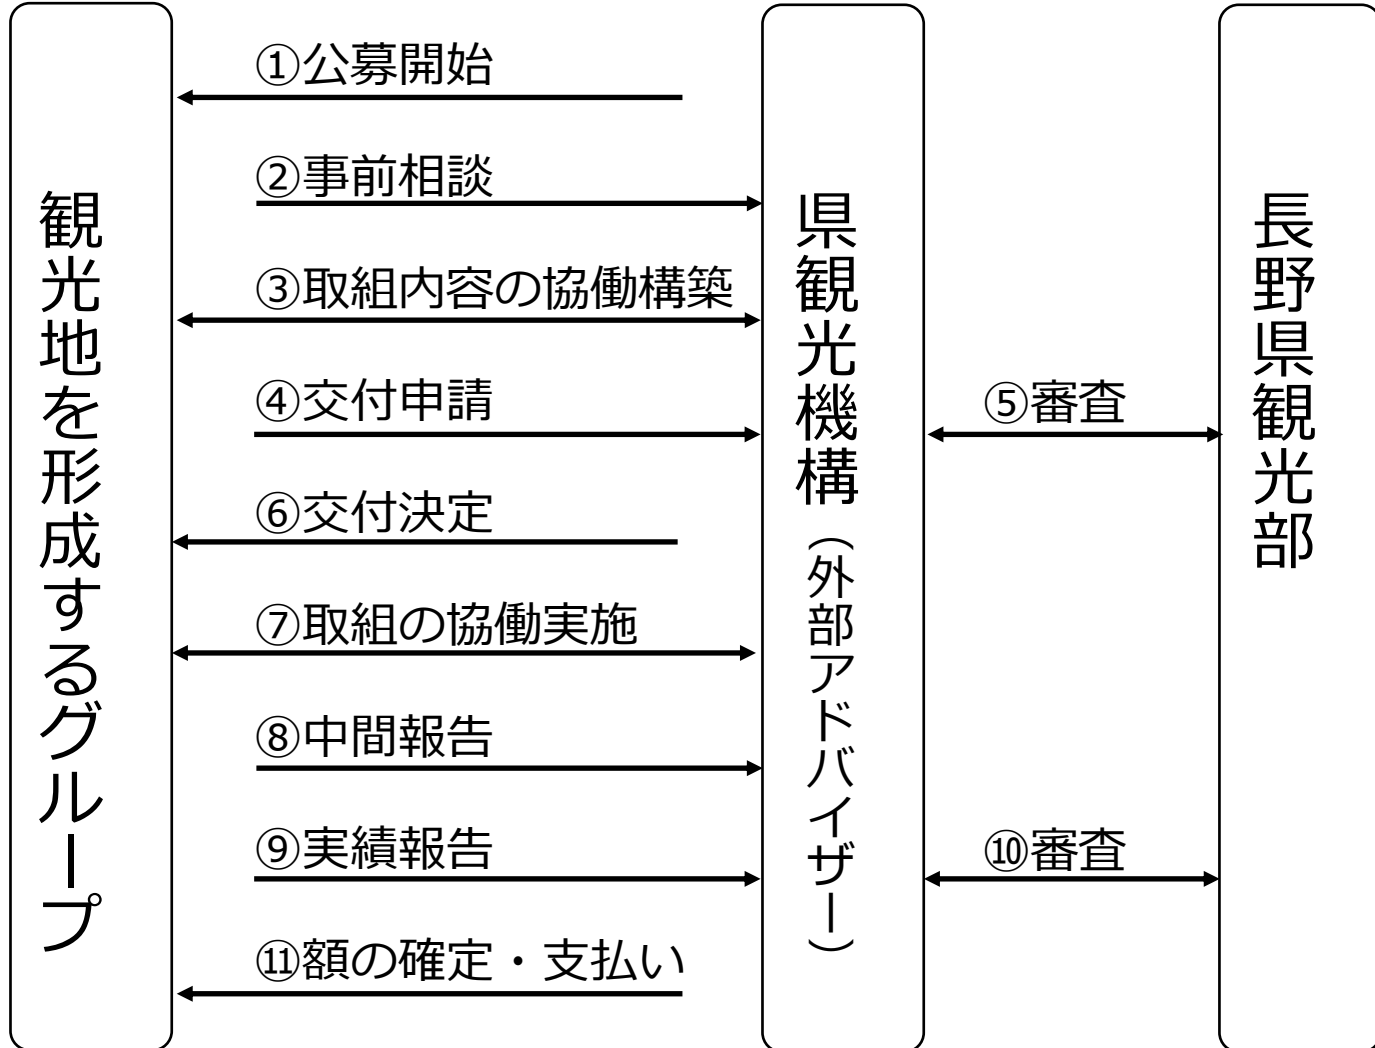 観光地を形成するグループ
①公募開始
②事前相談
③取組内容の協働構築
④交付申請
⑥交付決定
⑦取組の協働実施
⑧中間報告
⑨実績報告
⑪額の確定・支払い
県観光機構（外部アドバイザー）
⑤審査
⑩審査
長野県観光部